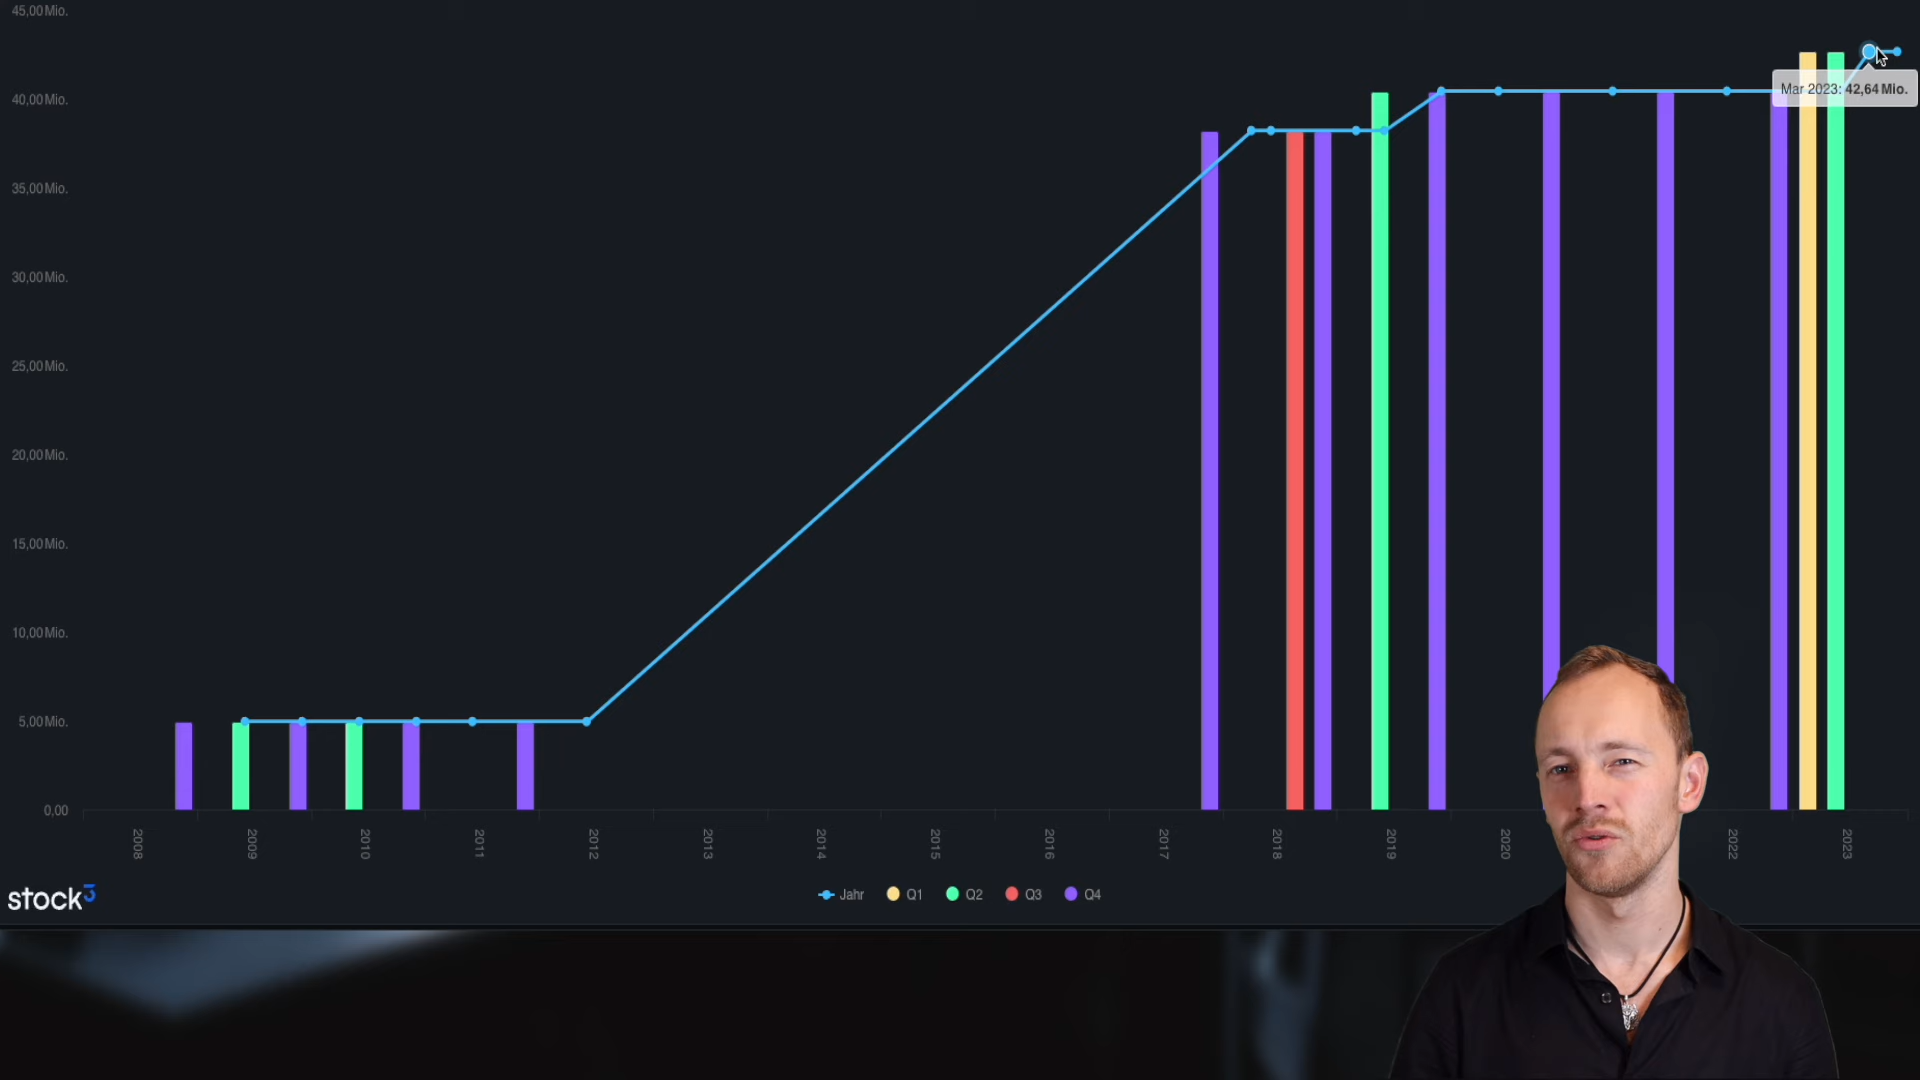 45,00 Mio.
40,00 Mio.
35,00 Mio.
30,00 Mio.
25,00 Mio.
20,00 Mio.
15,00 Mio.
10,00 Mio.
5,00 Mio.
0,00
Mar 2023: 42,64 Mio.
2008
2009
2010
2011
2012
2013
2014
2015
2016
2017
2018
2019
2020
2022
2023
stock3
Jahr Q1 Q2 Q3 Q4